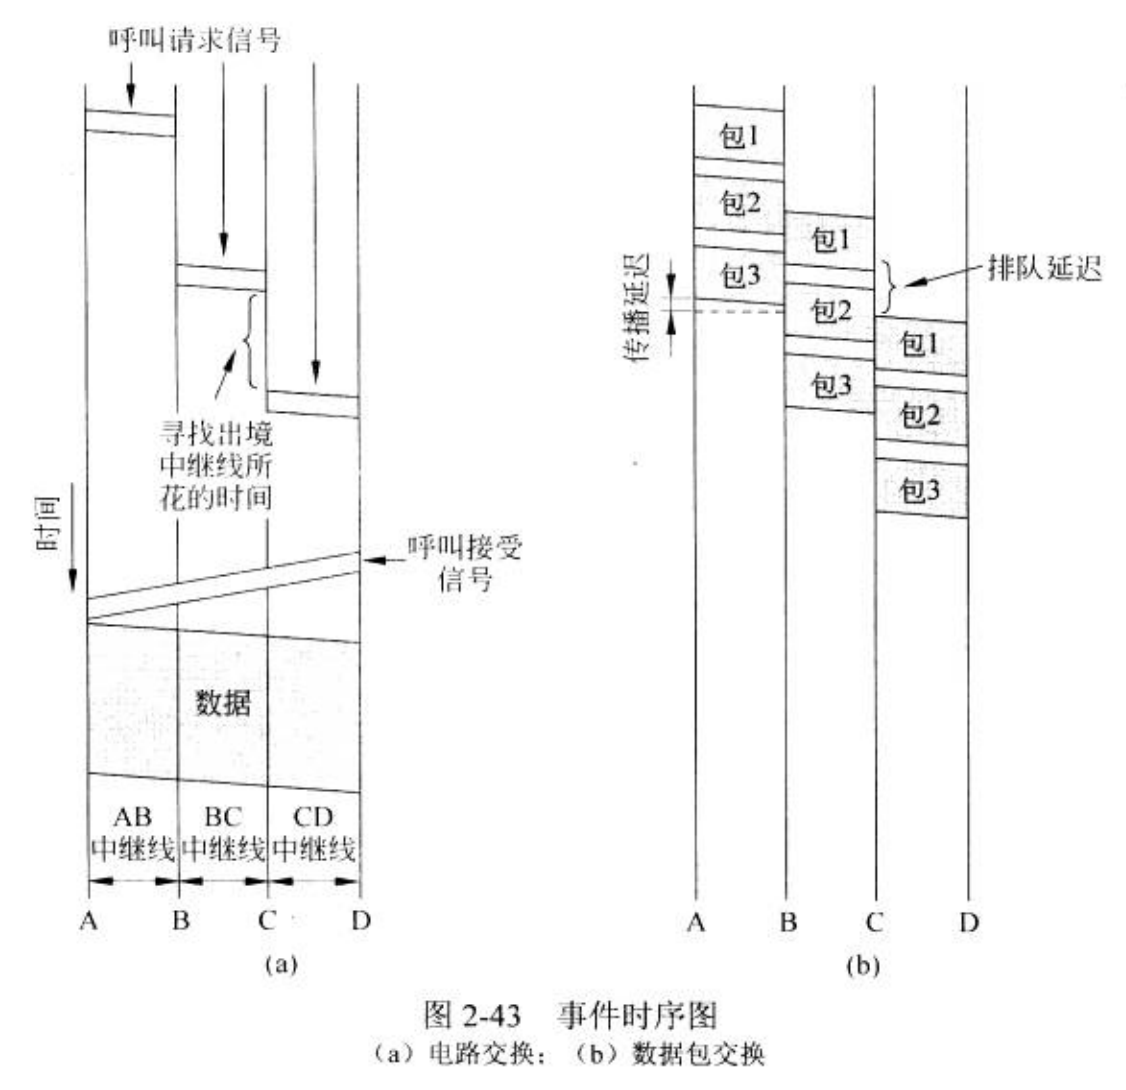 呼叫请求信号
寻找出境
中继线所
花的时间
时间
呼叫接受
信号
数据
AB
中继线
BC
中继线
CD
中继线
A
B
C
D
(a)
包1
包2
包3
包1
包2
包3
包1
包2
包3
传播延迟
排队延迟
A
B
C
D
(b)
图 2-43 事件时序图
(a) 电路交换; (b) 数据包交换